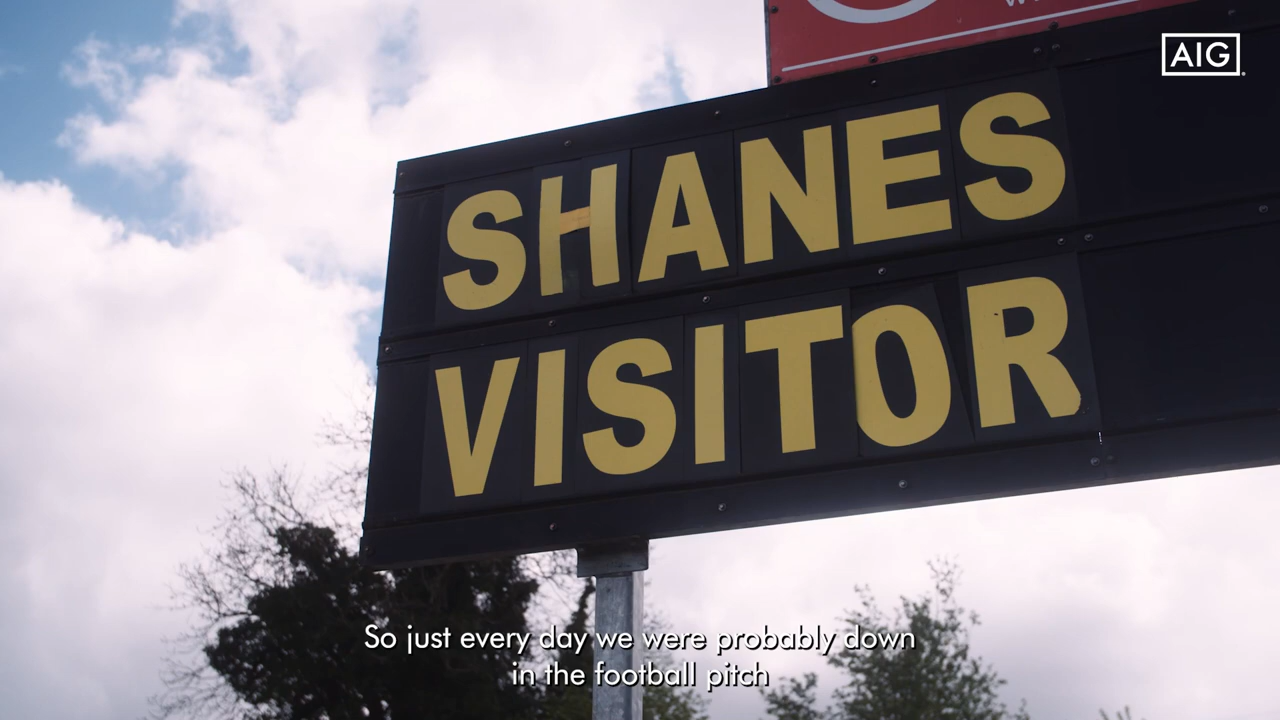 AIG
SHANES
VISITOR
So just every day we were probably down
in the football pitch